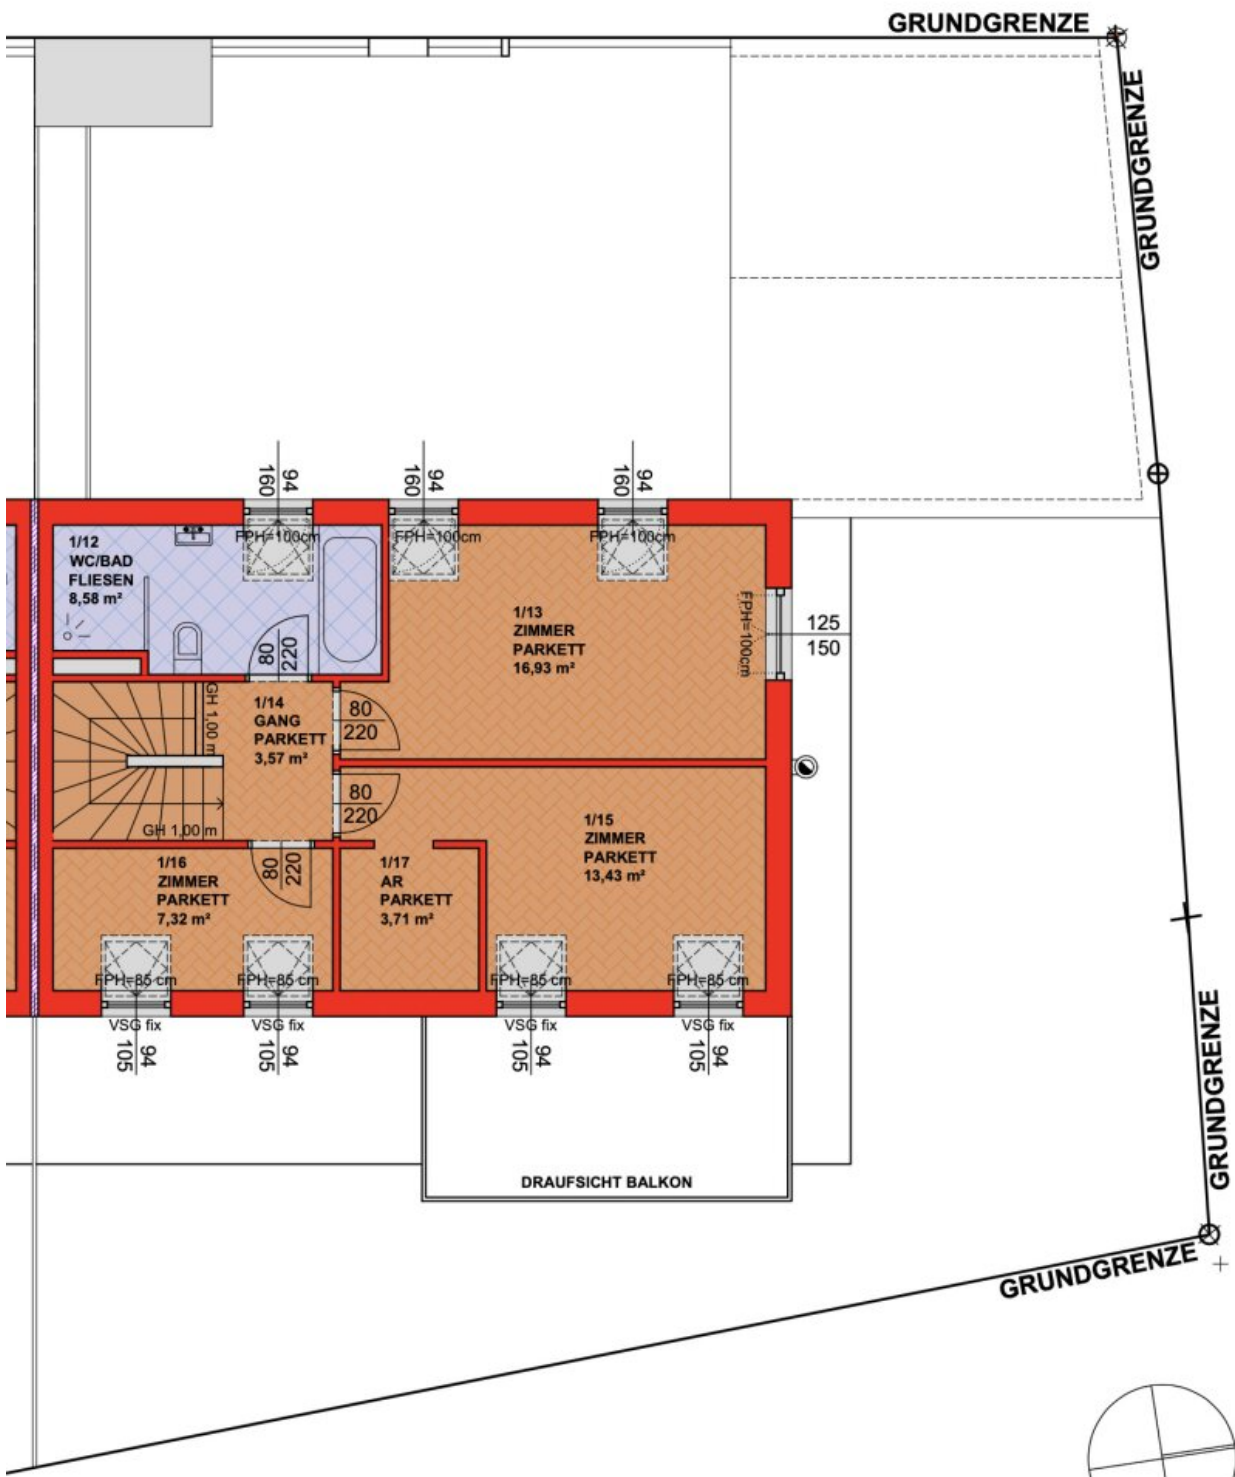 GRUNDGRENZE
GRUNDGRENZE
94
160
94
160
94
160
FPH=100cm
FPH=100cm
FPH=100cm
1/12
WC/BAD
FLIESEN
8,58 m²
80
220
1/13
ZIMMER
PARKETT
16,93 m²
FPH=100cm
125
150
GH 1,00 m
1/14
GANG
PARKETT
3,57 m²
80
220
80
220
GH 1,00 m
1/15
ZIMMER
PARKETT
13,43 m²
1/16
ZIMMER
PARKETT
7,32 m²
80
220
1/17
AR
PARKETT
3,71 m²
FPH=85 cm
FPH=85 cm
FPH=85 cm
FPH=85 cm
VSG fix
VSG fix
VSG fix
VSG fix
94
105
94
105
94
105
94
105
DRAUFSICHT BALKON
GRUNDGRENZE
GRUNDGRENZE